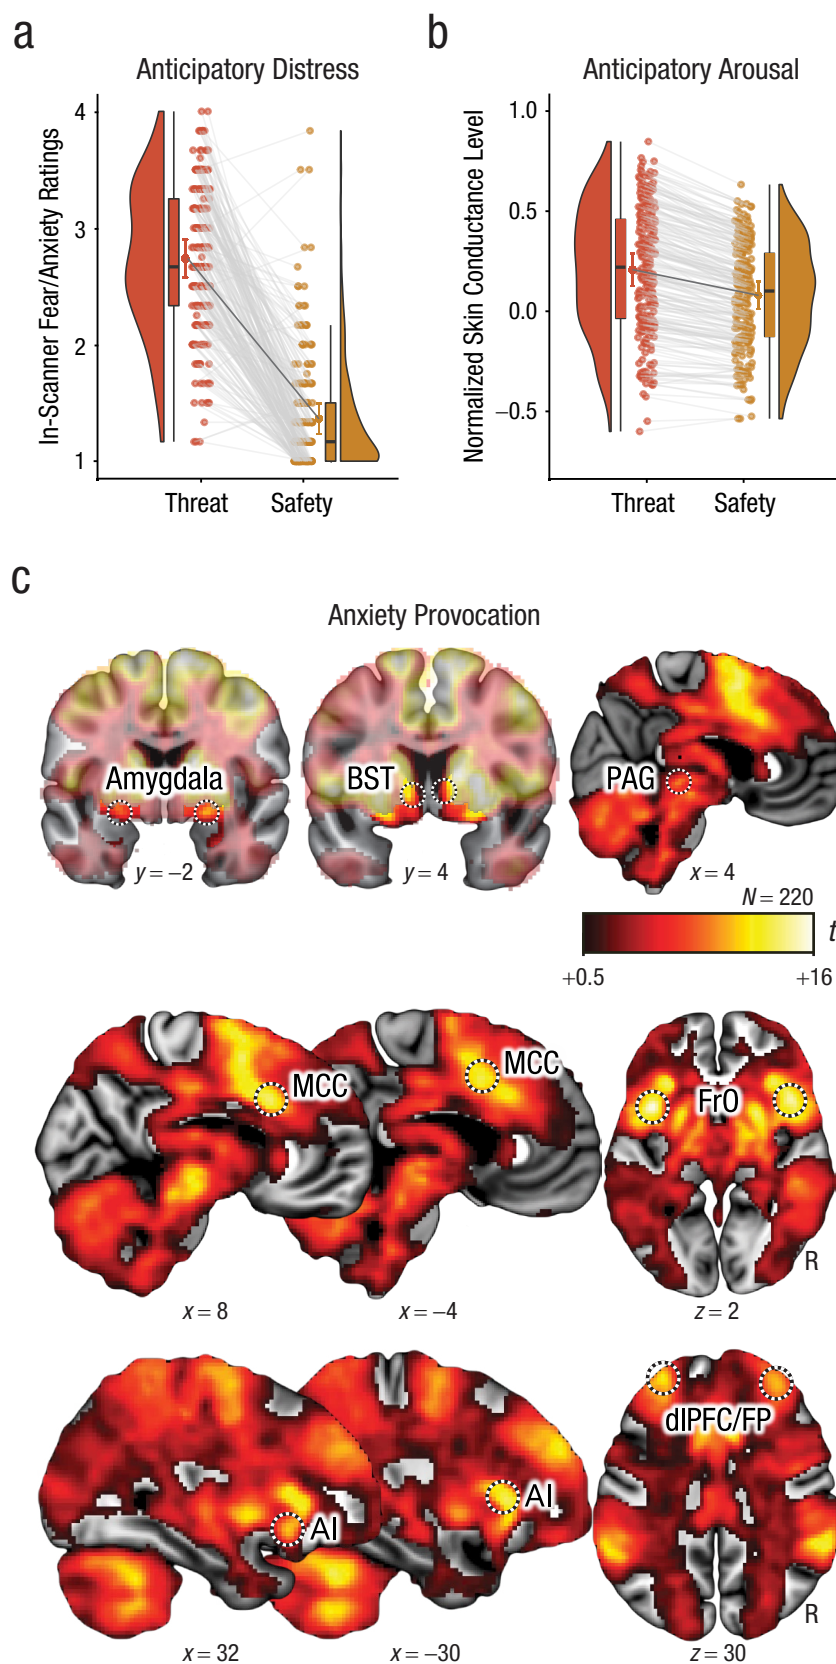 a
Anticipatory Distress
In-Scanner Fear/Anxiety Ratings
4
3
2
1
Threat
Safety
b
Anticipatory Arousal
Normalized Skin Conductance Level
1.0
0.5
0.0
−0.5
Threat
Safety
c
Anxiety Provocation
Amygdala
y = −2
BST
y = 4
PAG
x = 4
N = 220
t
+0.5
+16
MCC
x = 8
MCC
x = −4
FrO
R
z = 2
AI
x = 32
AI
x = −30
dlPFC/FP
R
z = 30